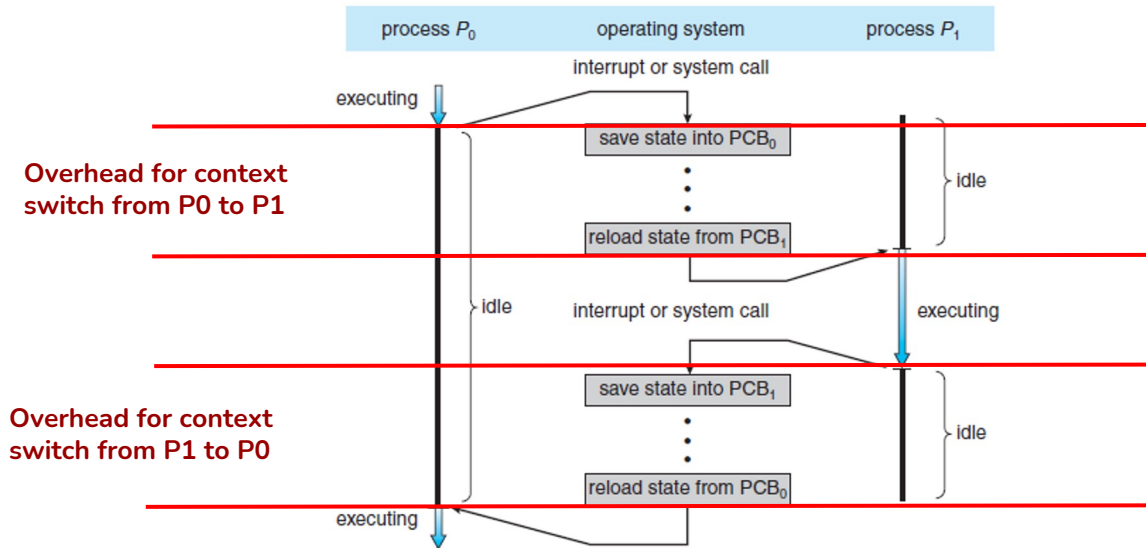 process P₀ operating system process P₁
interrupt or system call
executing
save state into PCB₀
Overhead for context
switch from P0 to P1
idle
reload state from PCB₁
idle
interrupt or system call
executing
save state into PCB₁
Overhead for context
switch from P1 to P0
idle
reload state from PCB₀
executing